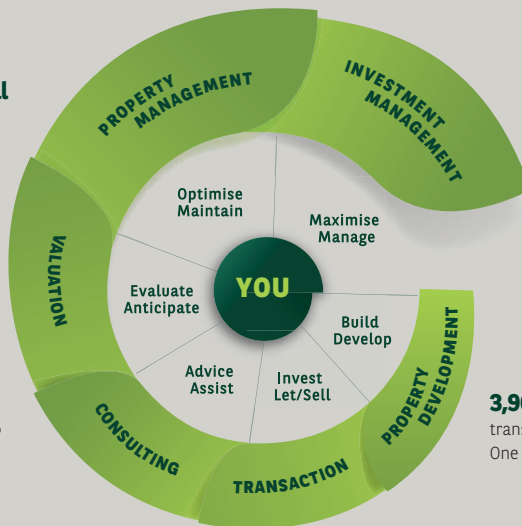 PROPERTY
MANAGEMENT
INVESTMENT
MANAGEMENT
Optimise
Maintain
Maximise
Manage
VALUATION
Evaluate
Anticipate
YOU
Build
Develop
PROPERTY
DEVELOPMENT
Advice
Assist
Invest
Let/Sell
CONSULTING
TRANSACTION
One